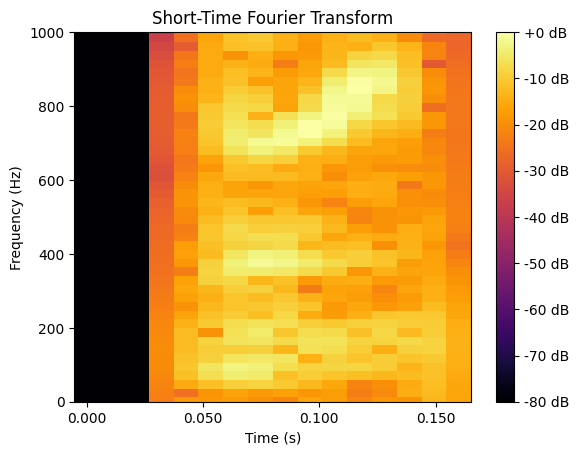 Short-Time Fourier Transform
1000
800
600
400
200
0
Frequency (Hz)
0.000
0.050
0.100
0.150
Time (s)
+0 dB
-10 dB
-20 dB
-30 dB
-40 dB
-50 dB
-60 dB
-70 dB
-80 dB